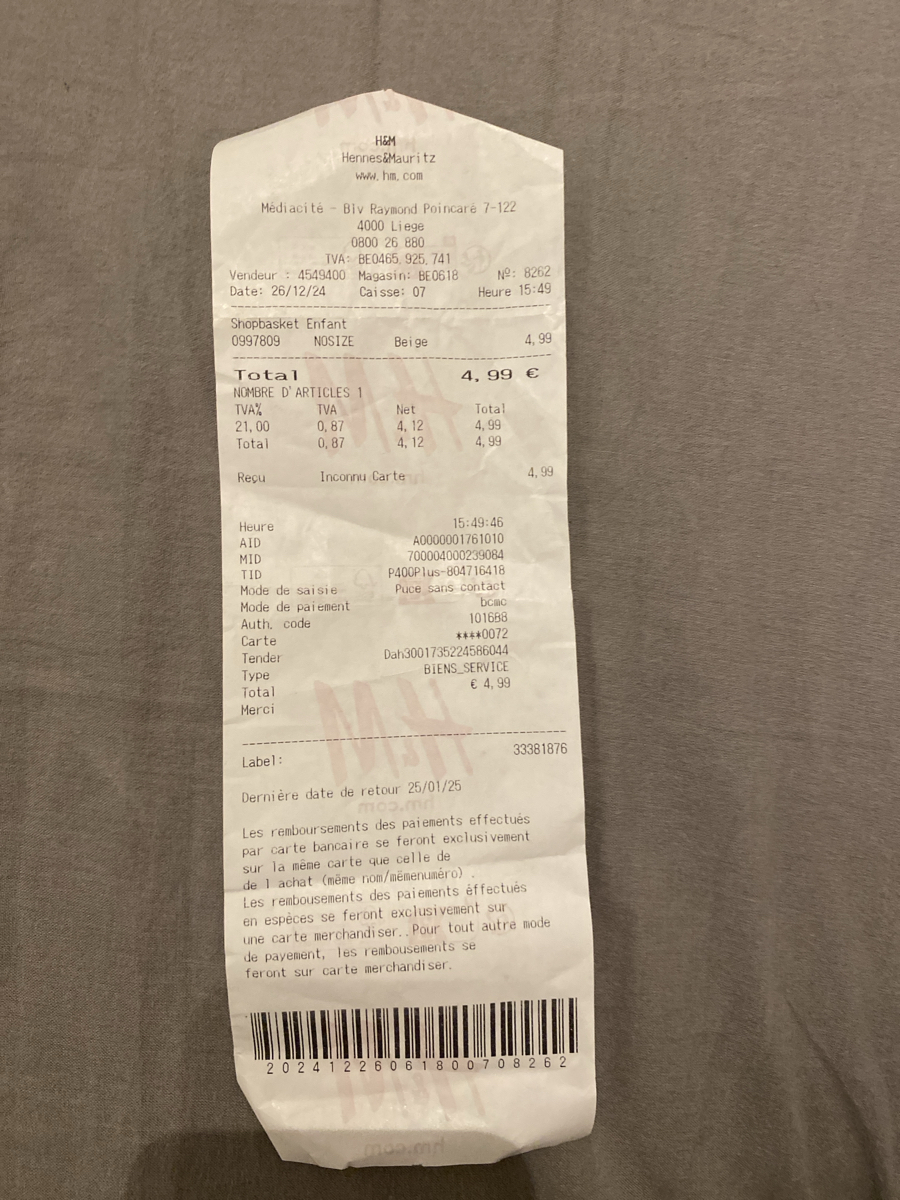 H&M
Hennes&Mauritz
www.hm.com
Médiacité - Blv Raymond Poincaré 7-122
4000 Liege
0800 26 880
TVA: BE0465.925.741
Vendeur : 4549400 Magasin: BE0618 Nº: 8262
Date: 26/12/24 Caisse: 07 Heure 15:49
Shopbasket Enfant
0997809 NOSIZE Beige 4,99
Total 4,99 €
NOMBRE D'ARTICLES 1
TVA% TVA Net Total
21,00 0,87 4,12 4,99
Total 0,87 4,12 4,99
Reçu Inconnu Carte 4,99
Heure 15:49:46
AID A0000001761010
MID 700004000239084
TID P400Plus-804716418
Mode de saisie Puce sans contact
Mode de paiement bcmc
Auth. code 101688
Carte ****0072
Tender Dah3001735224586044
Type BIENS_SERVICE
Total € 4,99
Merci
Label: 33381876
Dernière date de retour 25/01/25
Les remboursements des paiements effectués
par carte bancaire se feront exclusivement
sur la même carte que celle de
de l achat (même nom/mêmenuméro) .
Les rembousements des paiements éffectués
en espèces se feront exclusivement sur
une carte merchandiser..Pour tout autre mode
de payement, les rembousements se
feront sur carte merchandiser.
20241226061800708262